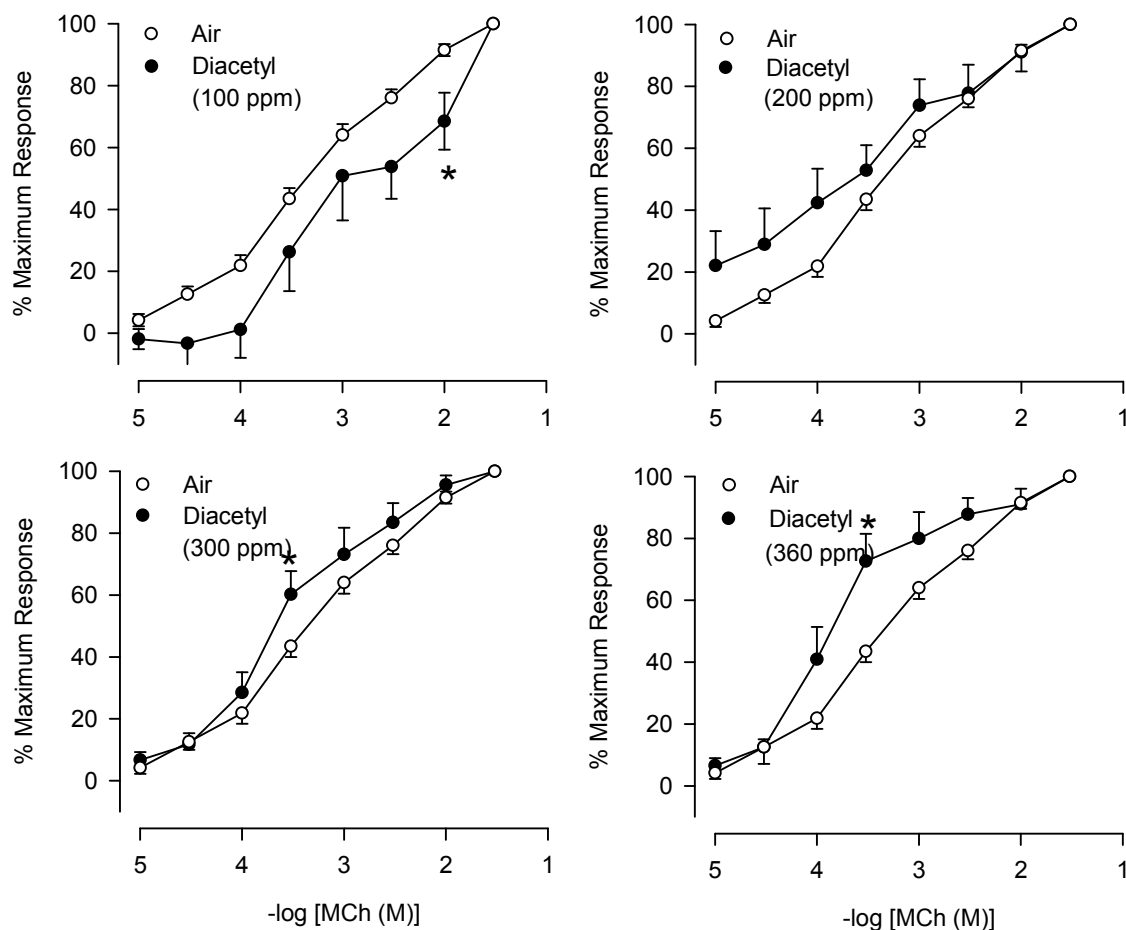 % Maximum Response
100
80
60
40
20
0
Air
Diacetyl
(100 ppm)
*
5 4 3 2 1
% Maximum Response
100
80
60
40
20
0
Air
Diacetyl
(200 ppm)
5 4 3 2 1
% Maximum Response
100
80
60
40
20
0
Air
Diacetyl
(300 ppm)
*
5 4 3 2 1
-log [MCh (M)]
% Maximum Response
100
80
60
40
20
0
Air
Diacetyl
(360 ppm)
*
5 4 3 2 1
-log [MCh (M)]